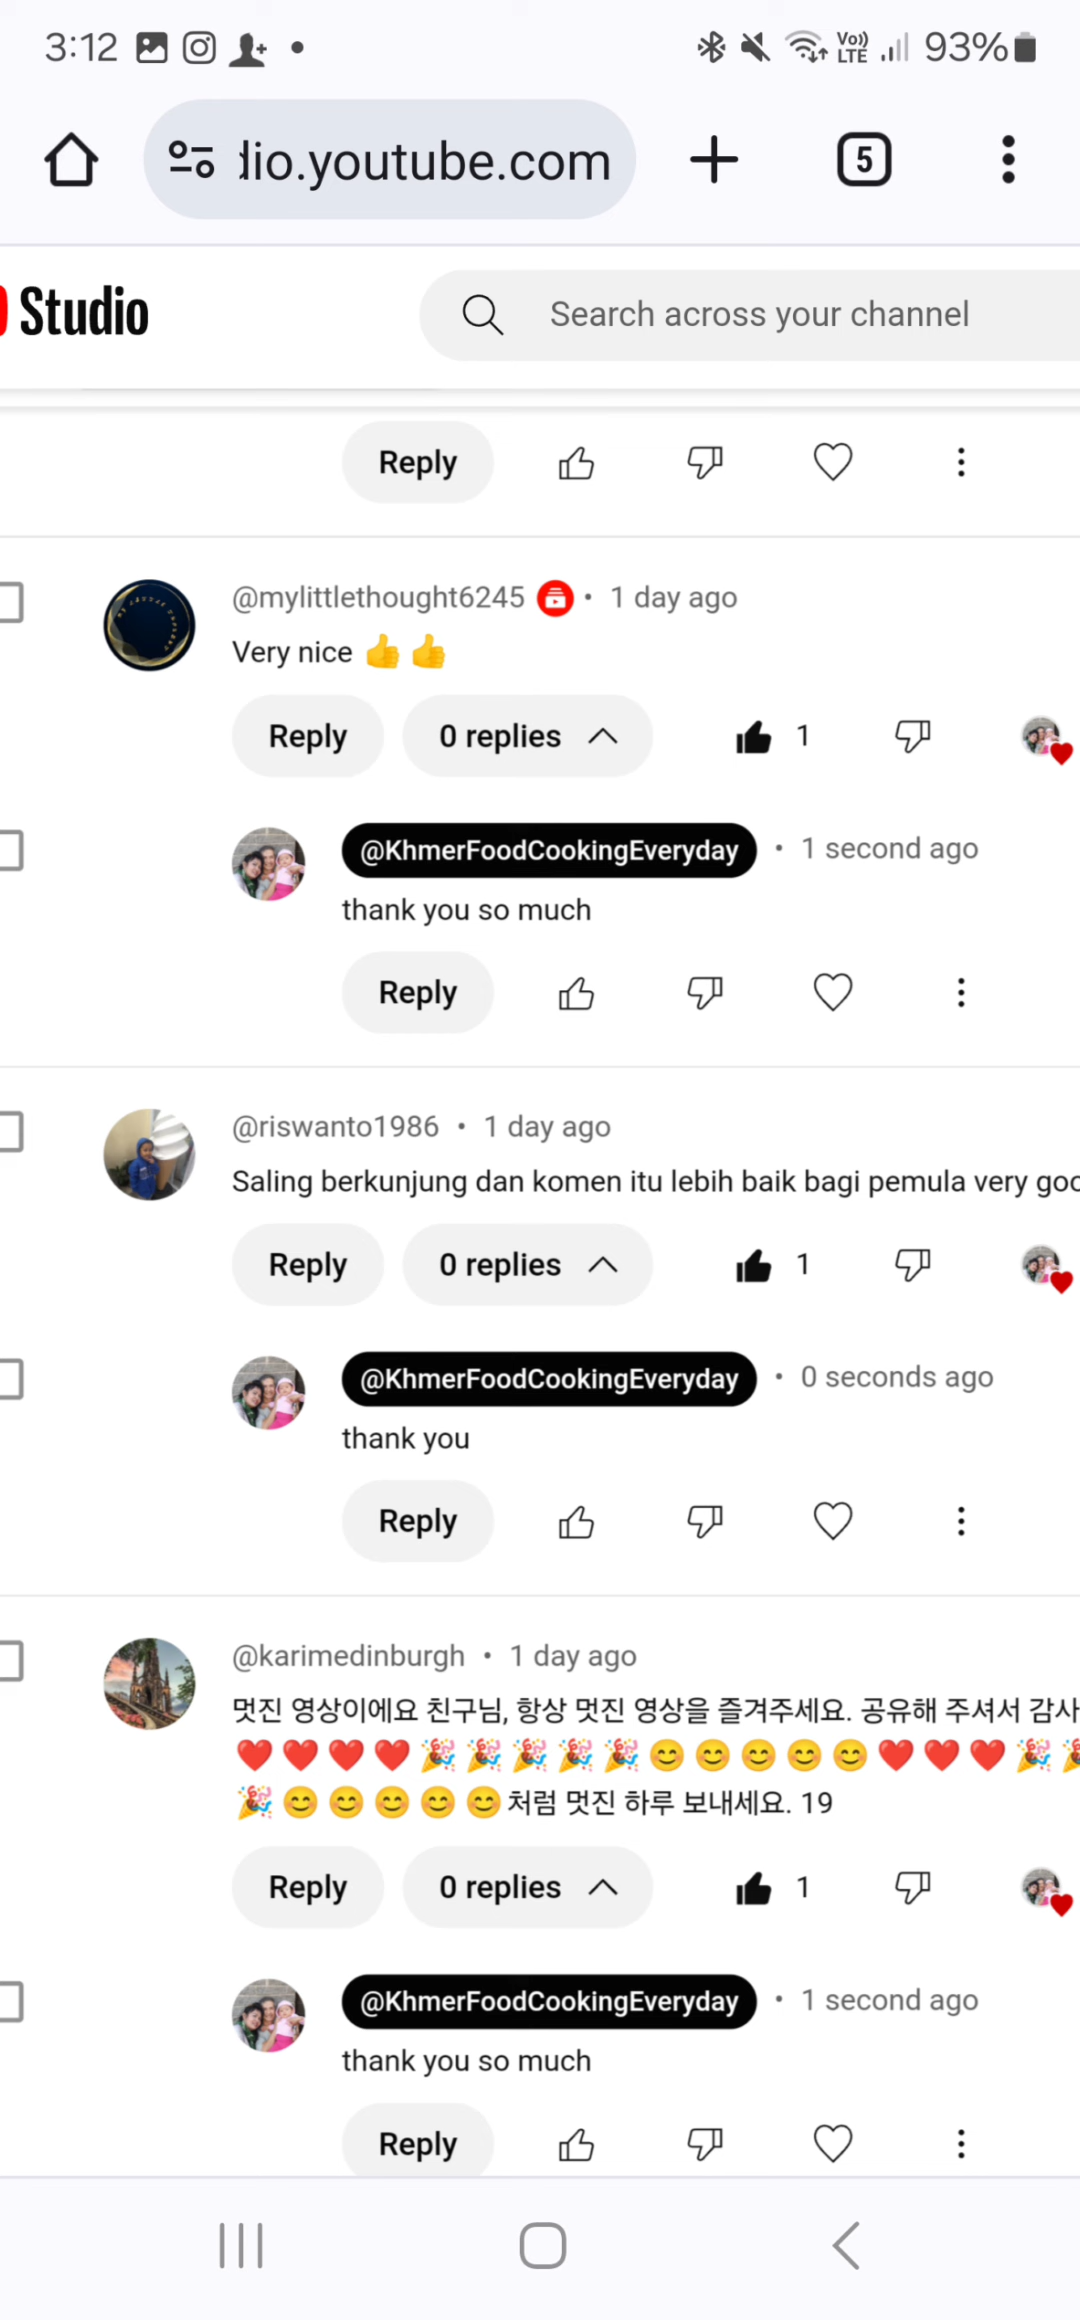 3:12
Vo))
LTE
93%
dio.youtube.com
5
Studio
Search across your channel
Reply
@mylittlethought6245 • 1 day ago
Very nice 👍 👍
Reply
0 replies
1
@KhmerFoodCookingEveryday • 1 second ago
thank you so much
Reply
@riswanto1986 • 1 day ago
Saling berkunjung dan komen itu lebih baik bagi pemula very
Reply
0 replies
1
@KhmerFoodCookingEveryday • 0 seconds ago
thank you
Reply
@karimedinburgh • 1 day ago
멋진 영상이에요 친구님, 항상 멋진 영상을 즐겨주세요. 공유해 주셔서 감사
❤️ ❤️ ❤️ ❤️ 🎉 🎉 🎉 🎉 🎉 😊 😊 😊 😊 😊 ❤️ ❤️ ❤️ 🎉 🎉
🎉 😊 😊 😊 😊 😊 처럼 멋진 하루 보내세요. 19
Reply
0 replies
1
@KhmerFoodCookingEveryday • 1 second ago
thank you so much
Reply